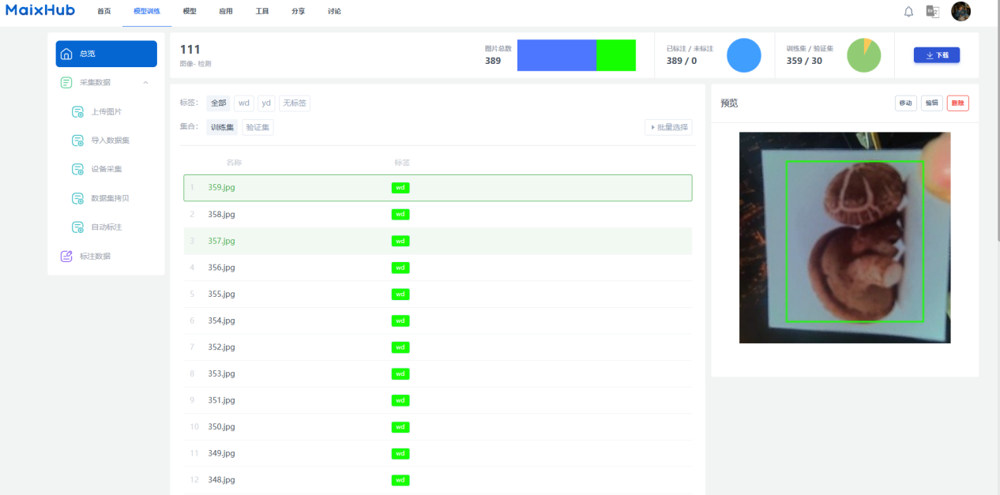 MaixHub 首页 模型训练 模型 应用 工具 分享 讨论
总览
采集数据
上传图片
导入数据集
设备采集
数据集拷贝
自动标注
标注数据
111
图像- 检测
图片总数
389
已标注 / 未标注
389 / 0
训练集 / 验证集
359 / 30
下载
标签: 全部 wd yd 无标签
集合: 训练集 验证集 批量选择
名称 标签
1 359.jpg wd
2 358.jpg wd
3 357.jpg wd
4 356.jpg wd
5 355.jpg wd
6 354.jpg wd
7 352.jpg wd
8 353.jpg wd
9 351.jpg wd
10 350.jpg wd
11 349.jpg wd
12 348.jpg wd
预览 移动 编辑 删除